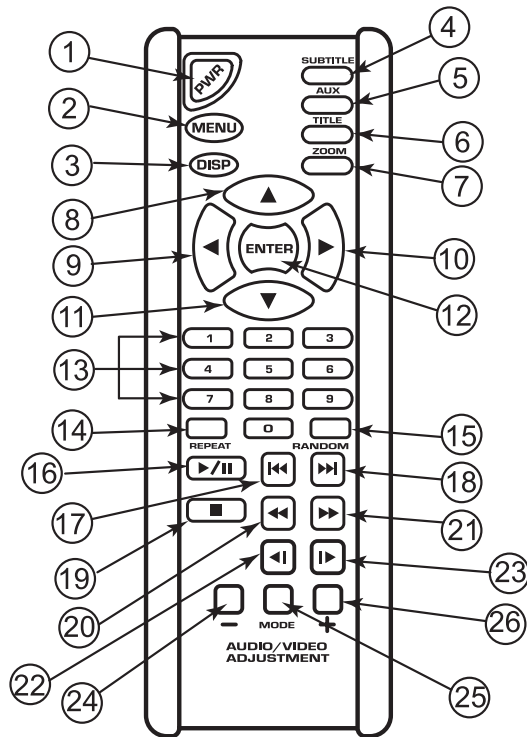 1 PWR SUBTITLE 4
AUX 5
2 MENU TITLE 6
3 DISP ZOOM 7
8
9 ENTER 10
11 12
1 2 3
13 4 5 6
7 8 9
14 0 15
REPEAT RANDOM
16
17 18
19 21
20 23
22 24 25 26
− MODE +
AUDIO/VIDEO
ADJUSTMENT